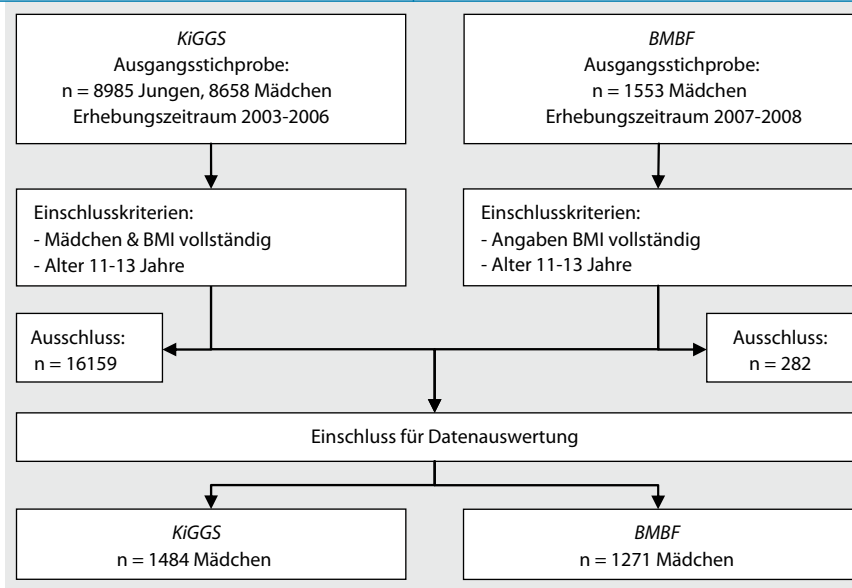 KiGGS
Ausgangsstichprobe:
n = 8985 Jungen, 8658 Mädchen
Erhebungszeitraum 2003-2006
BMBF
Ausgangsstichprobe:
n = 1553 Mädchen
Erhebungszeitraum 2007-2008
Einschlusskriterien:
- Mädchen & BMI vollständig
- Alter 11-13 Jahre
Einschlusskriterien:
- Angaben BMI vollständig
- Alter 11-13 Jahre
Ausschluss:
n = 16159
Ausschluss:
n = 282
Einschluss für Datenauswertung
KiGGS
n = 1484 Mädchen
BMBF
n = 1271 Mädchen